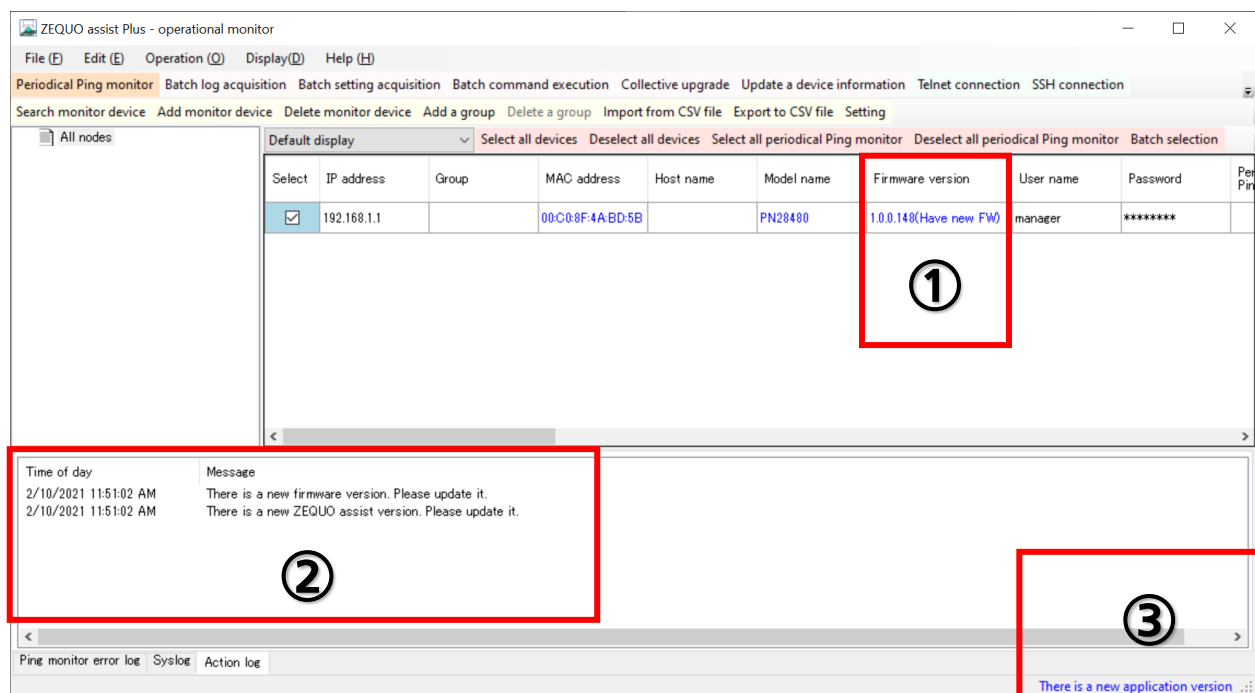 ZEQUO assist Plus - operational monitor
File (F) Edit (E) Operation (O) Display(D) Help (H)
Periodical Ping monitor Batch log acquisition Batch setting acquisition Batch command execution Collective upgrade Update a device information Telnet connection SSH connection
Search monitor device Add monitor device Delete monitor device Add a group Delete a group Import from CSV file Export to CSV file Setting
All nodes
Default display Select all devices Deselect all devices Select all periodical Ping monitor Deselect all periodical Ping monitor Batch selection
Select IP address Group MAC address Host name Model name Firmware version User name Password
192.168.1.1 00:C0:8F:4A:BD:5B PN28480 1.0.0.148(Have new FW) manager ********
①
Time of day Message
2/10/2021 11:51:02 AM There is a new firmware version. Please update it.
2/10/2021 11:51:02 AM There is a new ZEQUO assist version. Please update it.
②
③
Ping monitor error log Syslog Action log
There is a new application version